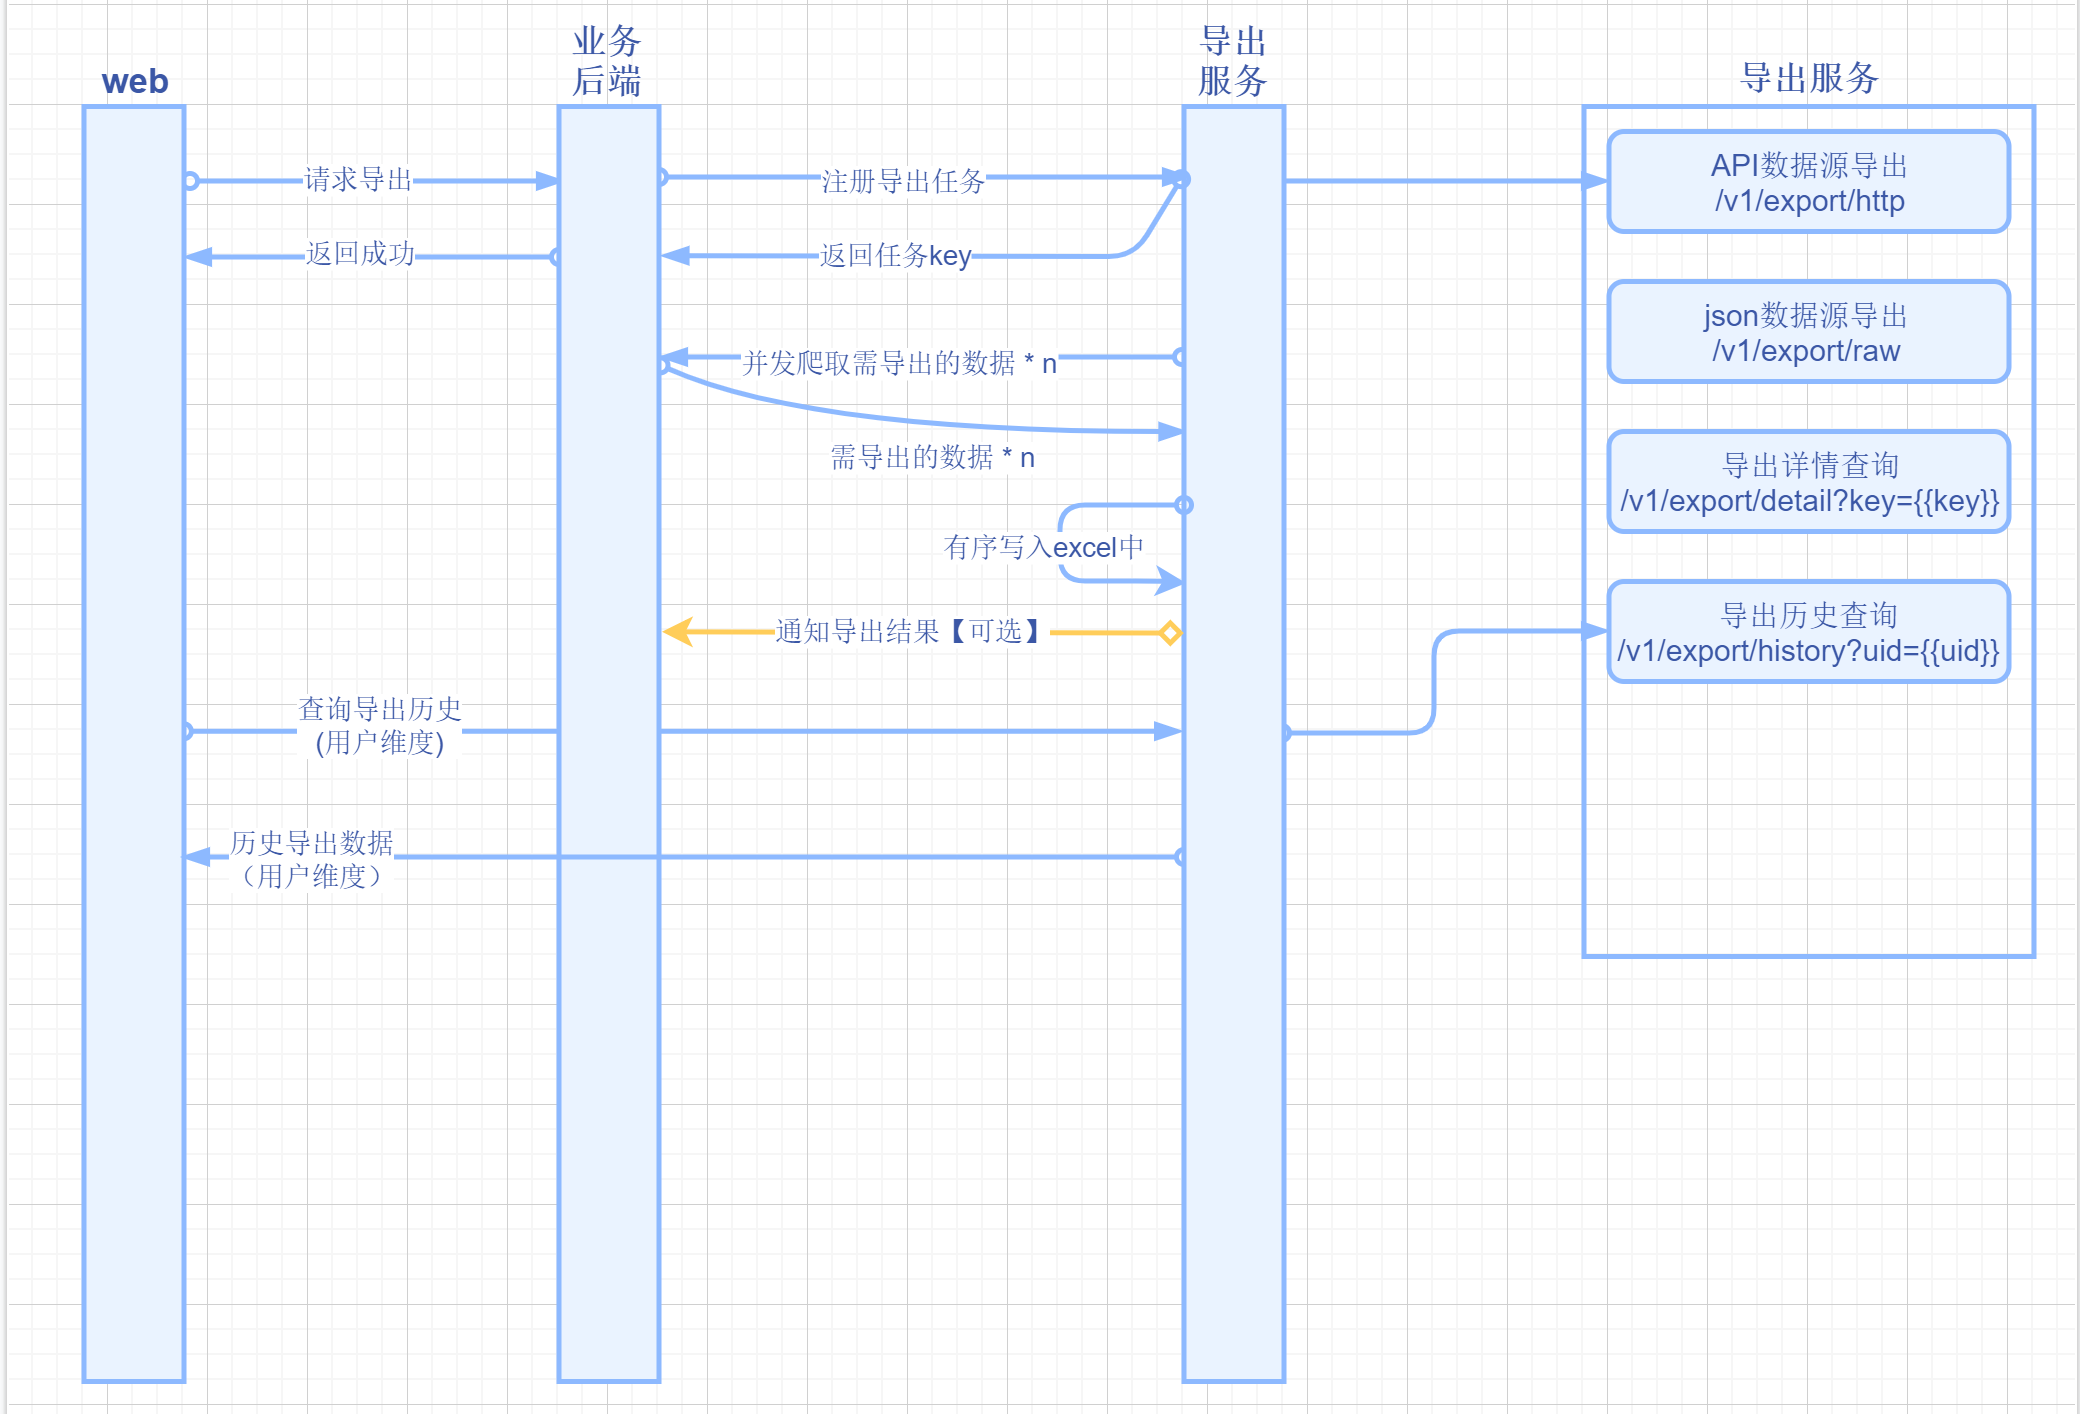 web
业务
后端
导出
服务
导出服务
请求导出
注册导出任务
API数据源导出
/v1/export/http
返回成功
返回任务key
json数据源导出
/v1/export/raw
并发爬取需导出的数据 * n
需导出的数据 * n
导出详情查询
/v1/export/detail?key={{key}}
有序写入excel中
通知导出结果【可选】
导出历史查询
/v1/export/history?uid={{uid}}
查询导出历史
(用户维度)
历史导出数据
（用户维度）